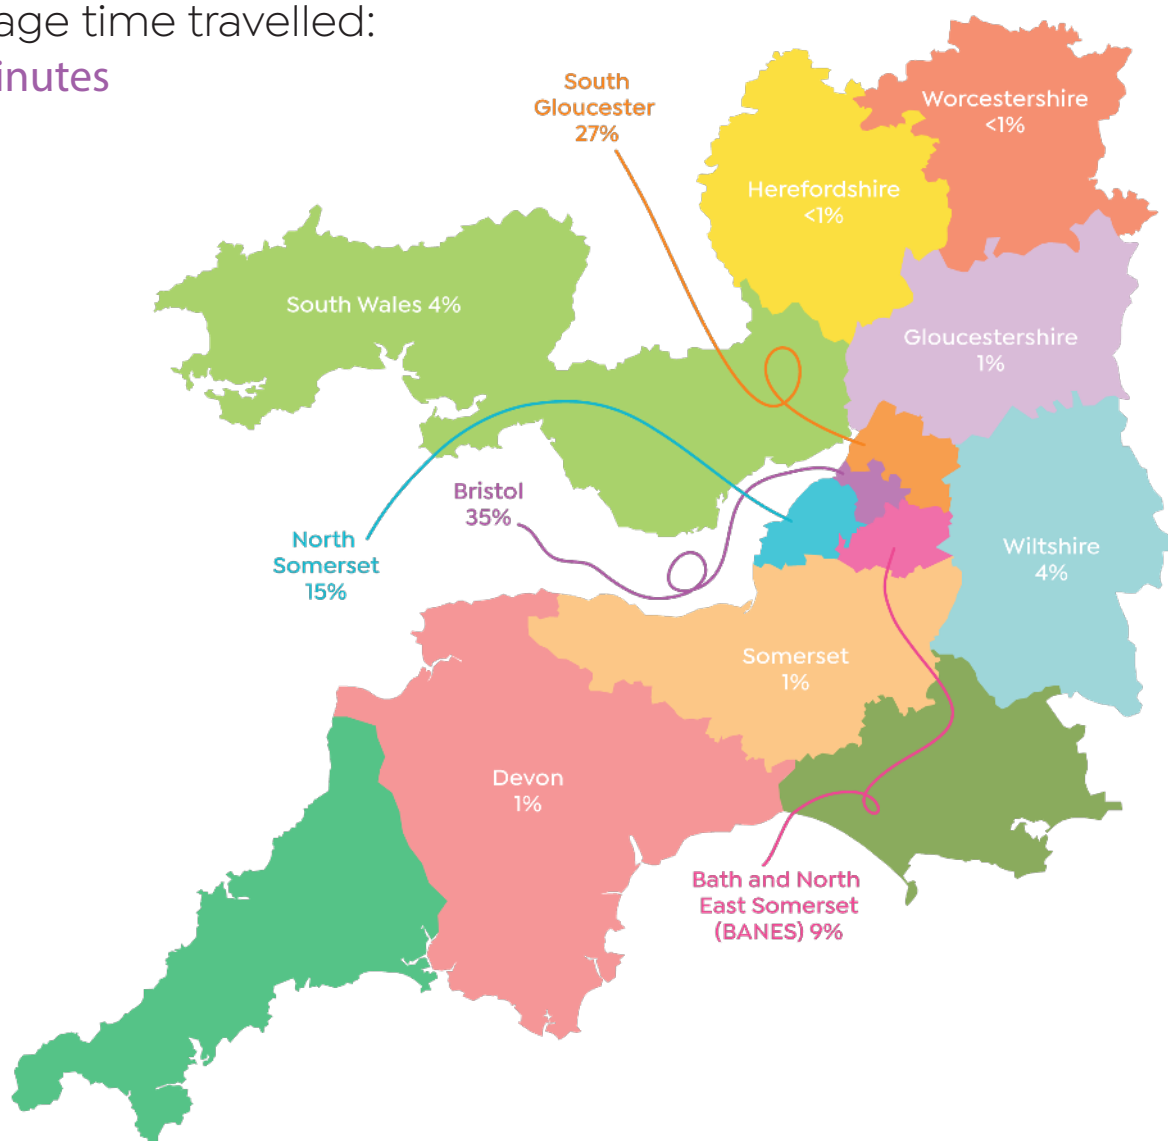 age time travelled:
inutes
South
Gloucester
27%
Worcestershire
<1%
Herefordshire
<1%
South Wales 4%
Gloucestershire
1%
Bristol
35%
North
Somerset
15%
Wiltshire
4%
Somerset
1%
Devon
1%
Bath and North
East Somerset
(BANES) 9%